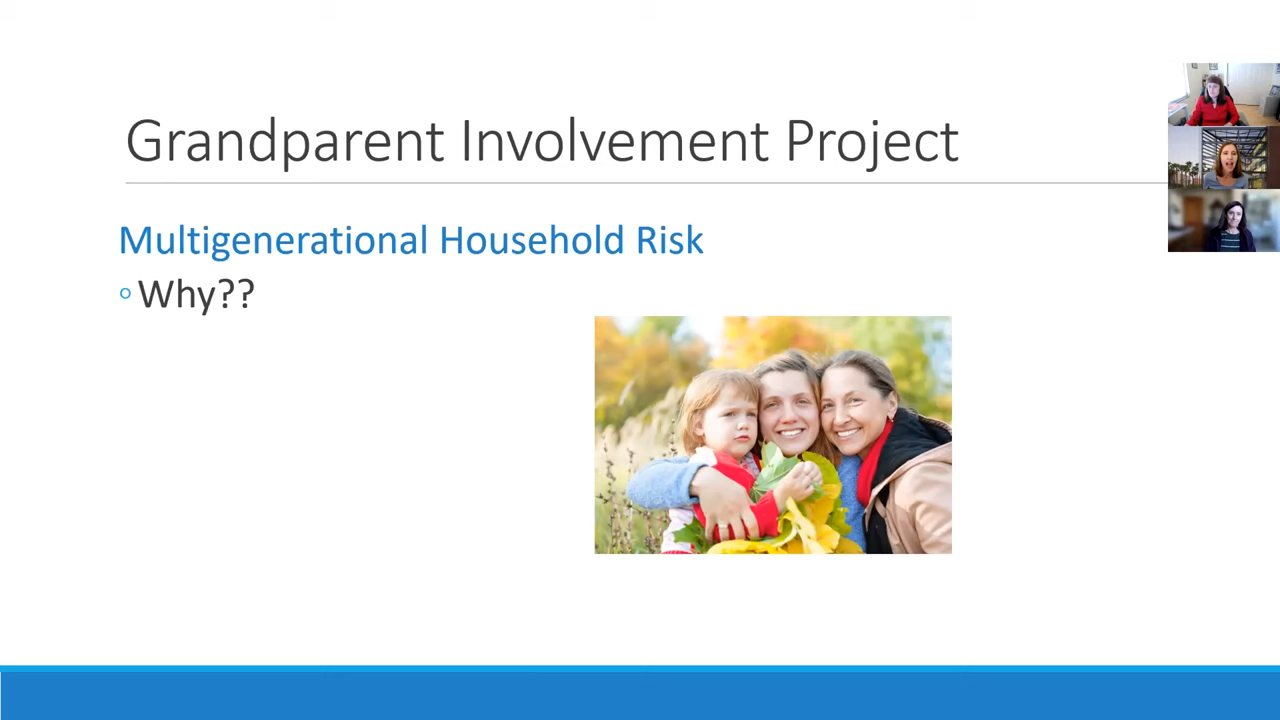 Grandparent Involvement Project
Multigenerational Household Risk
Why??